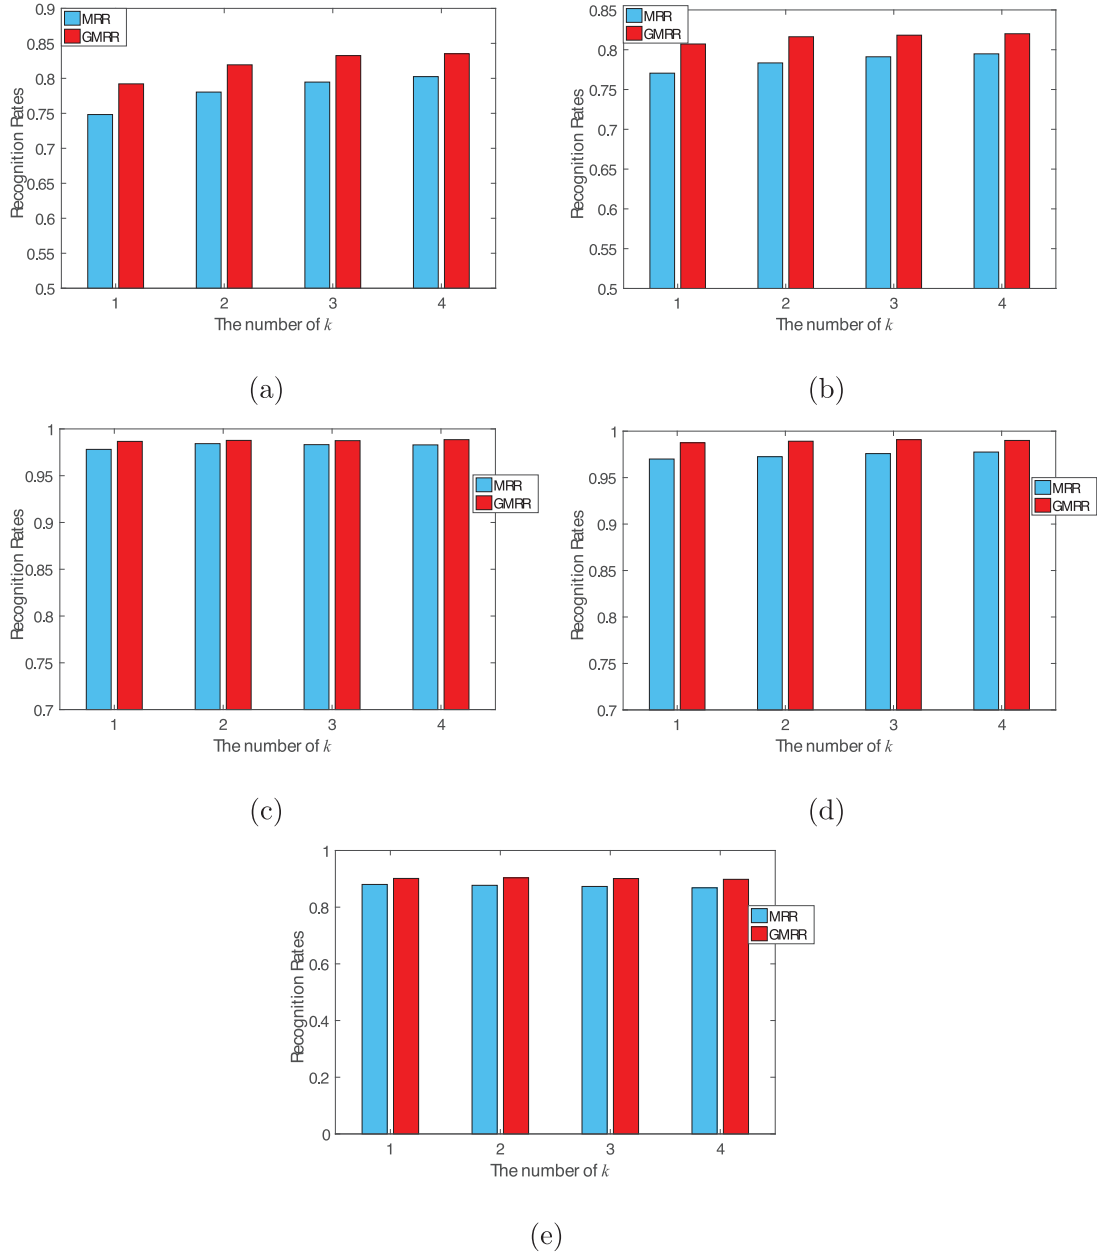 0.9
0.85
0.8
0.75
0.7
0.65
0.6
0.55
0.5
Recognition Rates
MRR
GMRR
1 2 3 4
The number of k
(a)
0.85
0.8
0.75
0.7
0.65
0.6
0.55
0.5
Recognition Rates
MRR
GMRR
1 2 3 4
The number of k
(b)
1
0.95
0.9
0.85
0.8
0.75
0.7
Recognition Rates
MRR
GMRR
1 2 3 4
The number of k
(c)
1
0.95
0.9
0.85
0.8
0.75
0.7
Recognition Rates
MRR
GMRR
1 2 3 4
The number of k
(d)
1
0.8
0.6
0.4
0.2
0
Recognition Rates
MRR
GMRR
1 2 3 4
The number of k
(e)